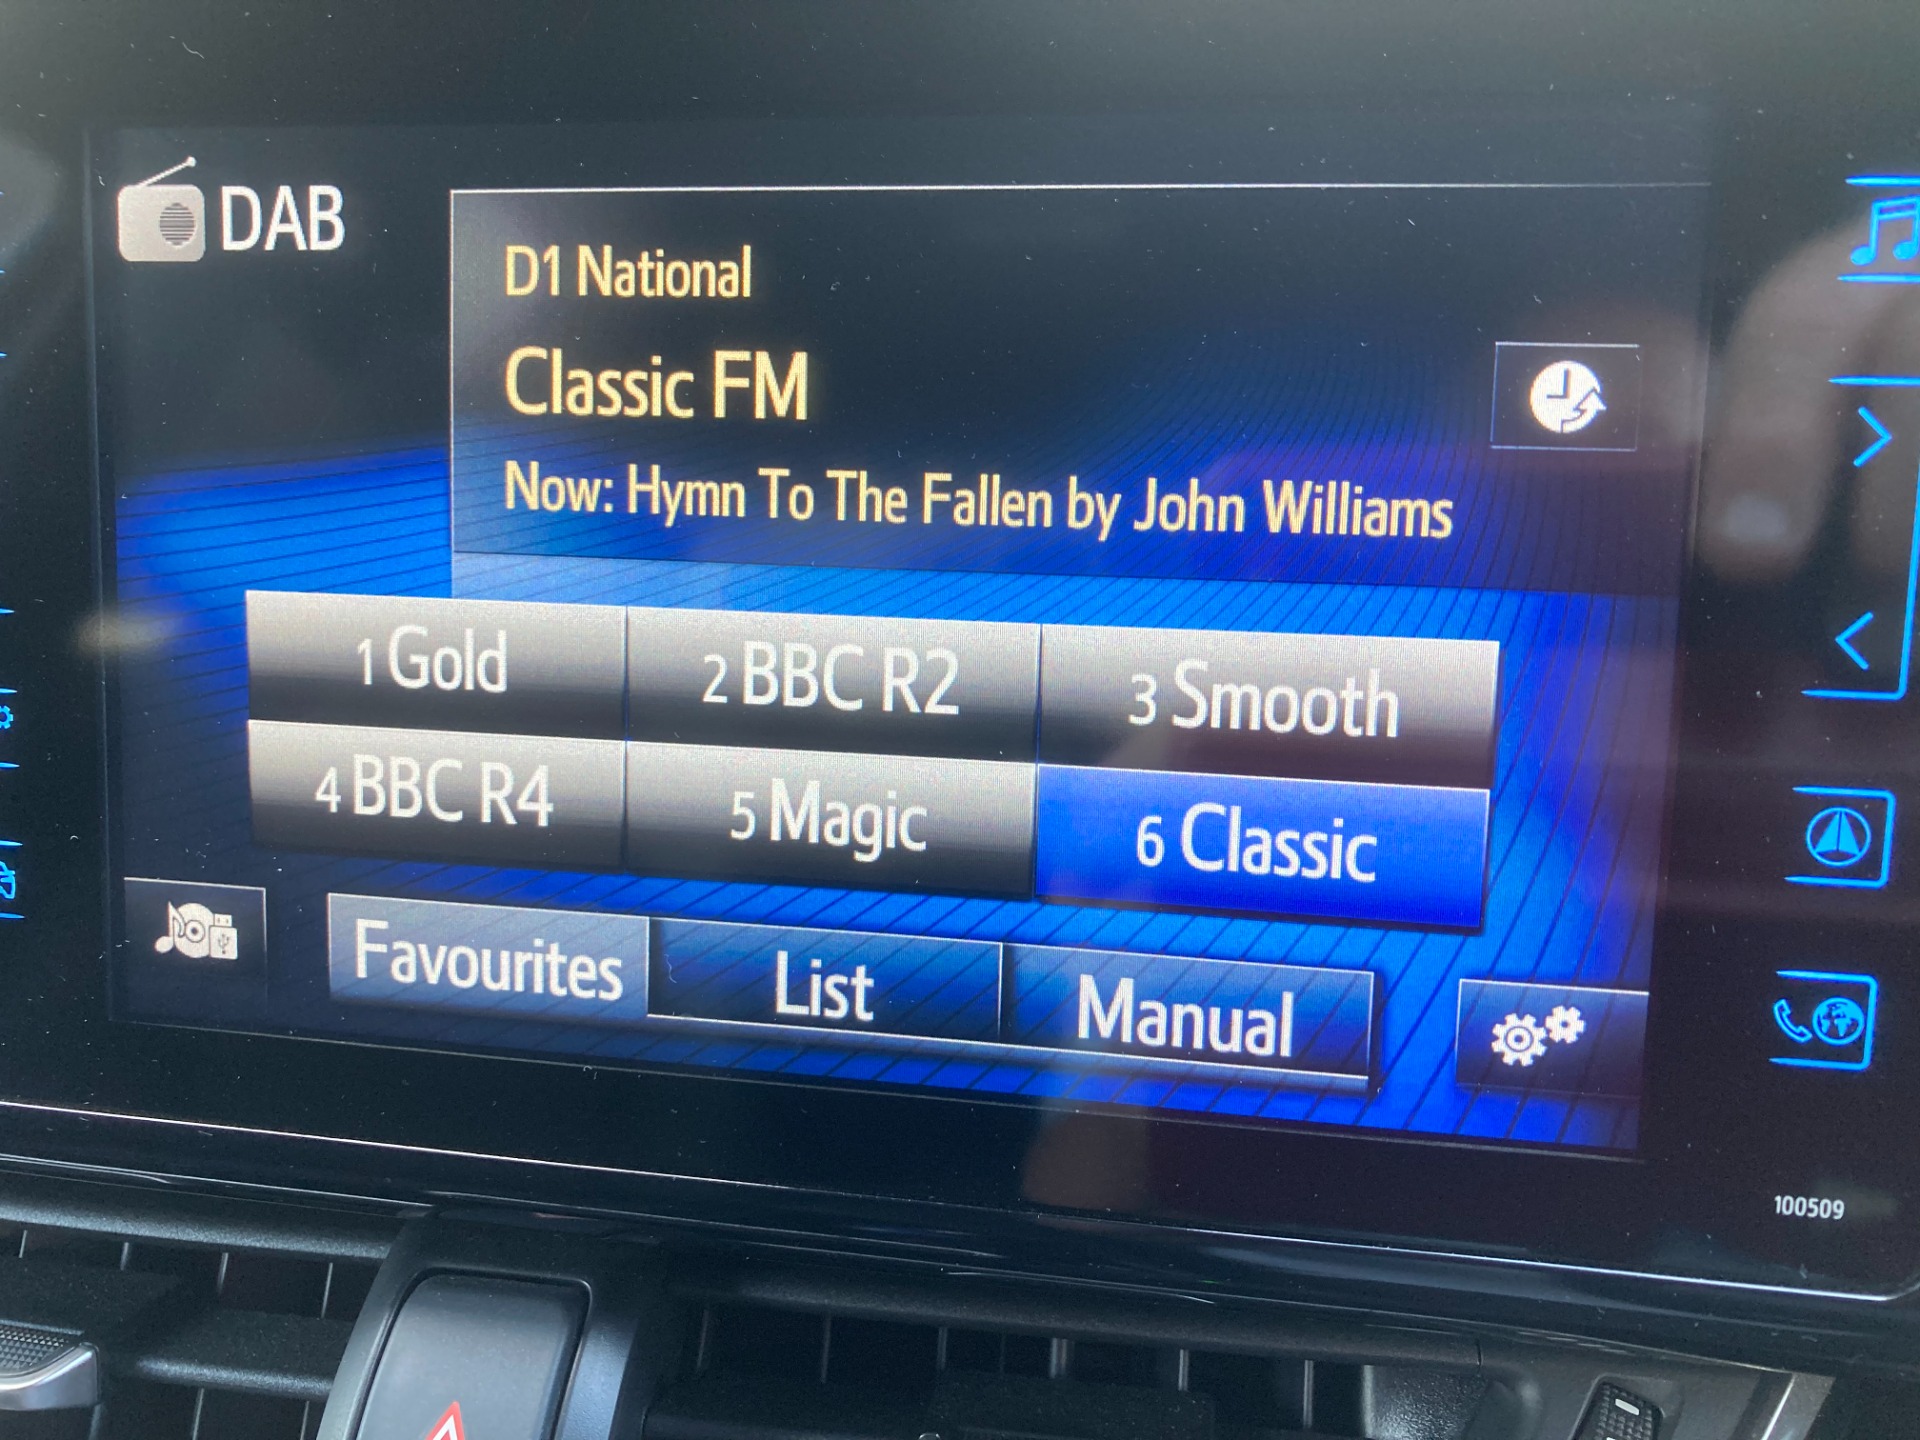 DAB
D1 National
Classic FM
Now: Hymn To The Fallen by John Williams
1 Gold
2 BBC R2
3 Smooth
4 BBC R4
5 Magic
6 Classic
Favourites
List
Manual
100509